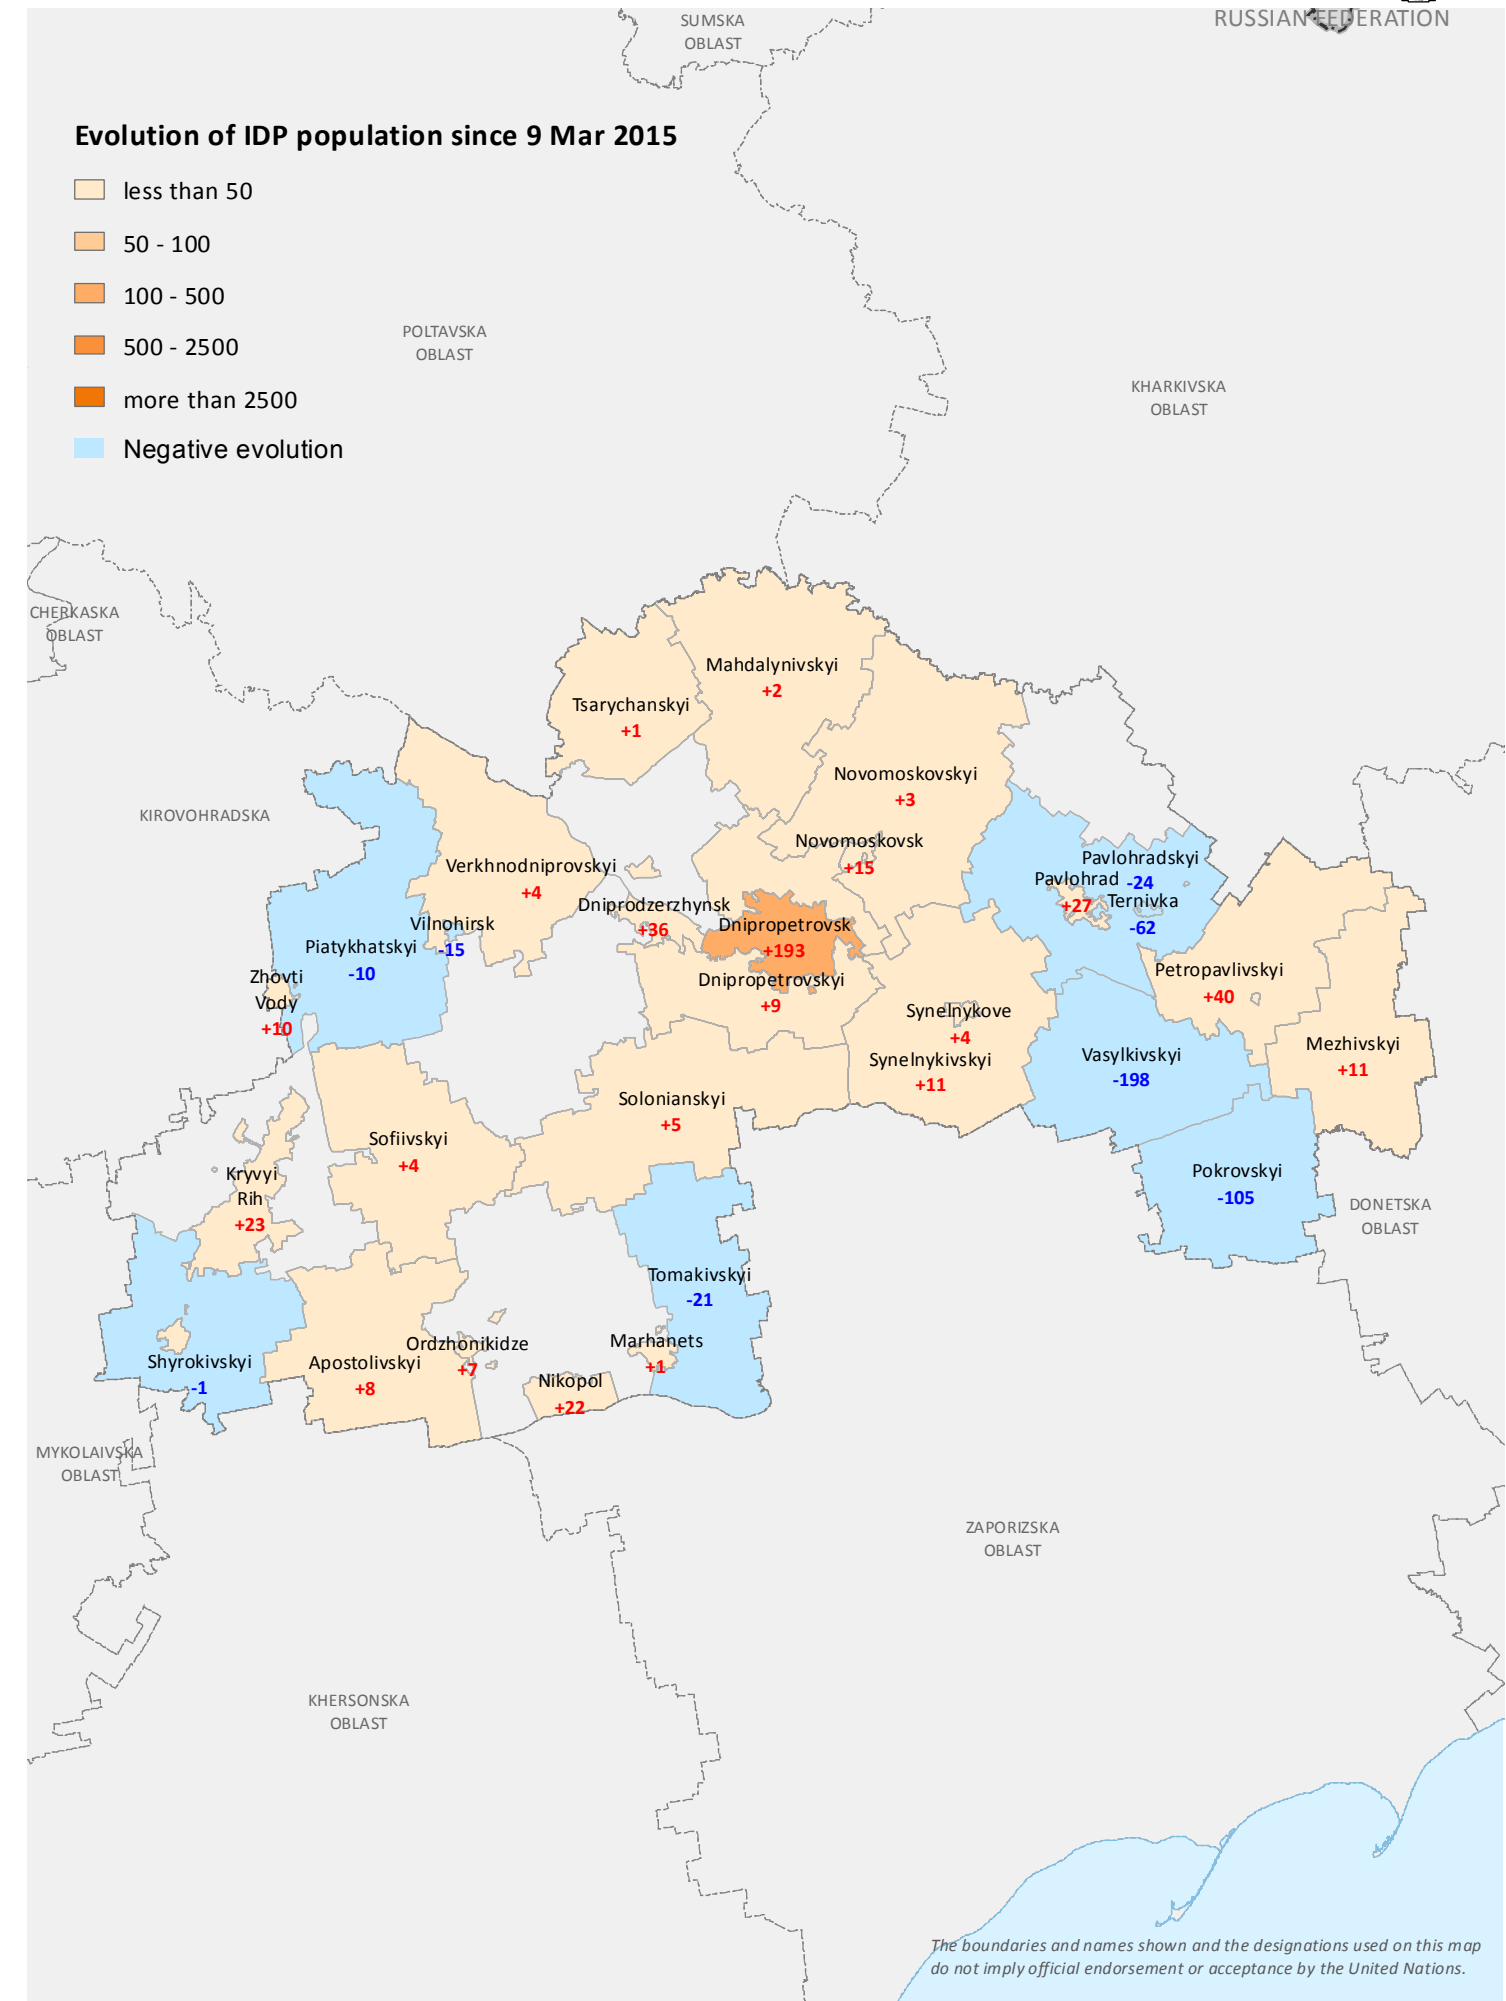 SUMSKA
OBLAST
RUSSIAN FEDERATION
Evolution of IDP population since 9 Mar 2015
less than 50
50 - 100
100 - 500
500 - 2500
more than 2500
Negative evolution
POLTAVSKA
OBLAST
KHARKIVSKA
OBLAST
CHERKASKA
OBLAST
Mahdalynivskyi
+2
Tsarychanskyi
+1
Novomoskovskyi
+3
KIROVOHRADSKA
Novomoskovsk
+15
Verkhnodniprovskyi
+4
Pavlohradskyi
-24
Pavlohrad
+27
Ternivka
-62
Dniprodzerzhynsk
+36
Dnipropetrovsk
+193
Vilnohirsk
-15
Piatykhatskyi
-10
Zhovti
Vody
+10
Dnipropetrovskyi
+9
Petropavlivskyi
+40
Synelnykove
+4
Synelnykivskyi
+11
Vasylkivskyi
-198
Mezhivskyi
+11
Solonianskyi
+5
Sofiivskyi
+4
Kryvyi
Rih
+23
Pokrovskyi
-105
DONETSKA
OBLAST
Tomakivskyi
-21
Shyrokivskyi
-1
Apostolivskyi
+8
Ordzhonikidze
+7
Marhanets
+1
Nikopol
+22
MYKOLAIVSKA
OBLAST
ZAPORIZSKA
OBLAST
KHERSONSKA
OBLAST
The boundaries and names shown and the designations used on this map
do not imply official endorsement or acceptance by the United Nations.